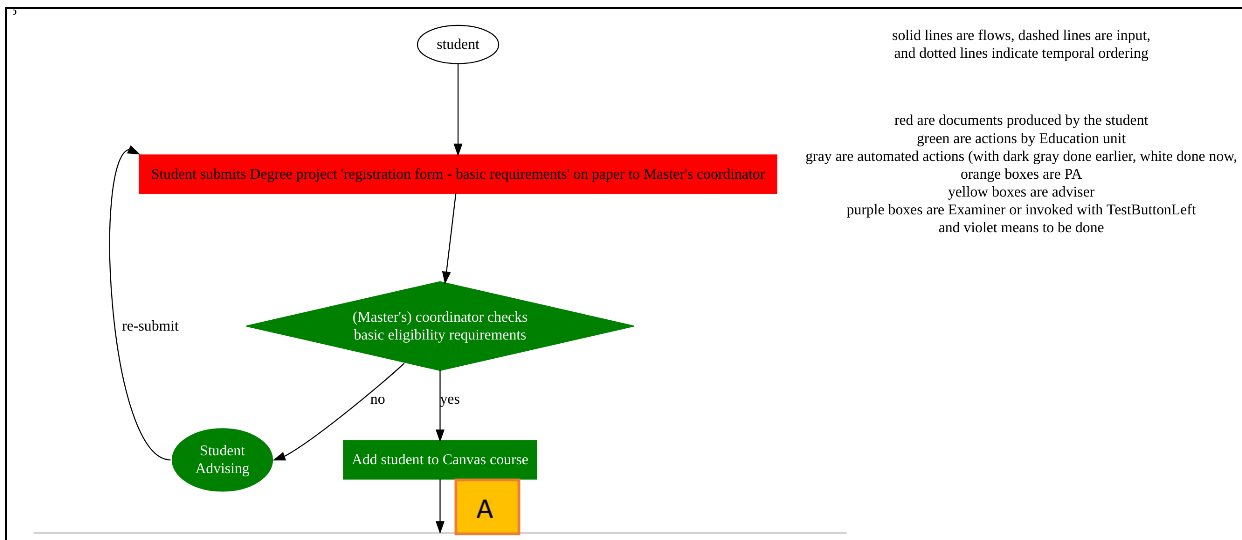 student
solid lines are flows, dashed lines are input,
and dotted lines indicate temporal ordering
red are documents produced by the student
green are actions by Education unit
gray are automated actions (with dark gray done earlier, white done now,
orange boxes are PA
yellow boxes are adviser
purple boxes are Examiner or invoked with TestButtonLeft
and violet means to be done
Student submits Degree project 'registration form - basic requirements' on paper to Master's coordinator
(Master's) coordinator checks
basic eligibility requirements
re-submit
no
yes
Student
Advising
Add student to Canvas course
A